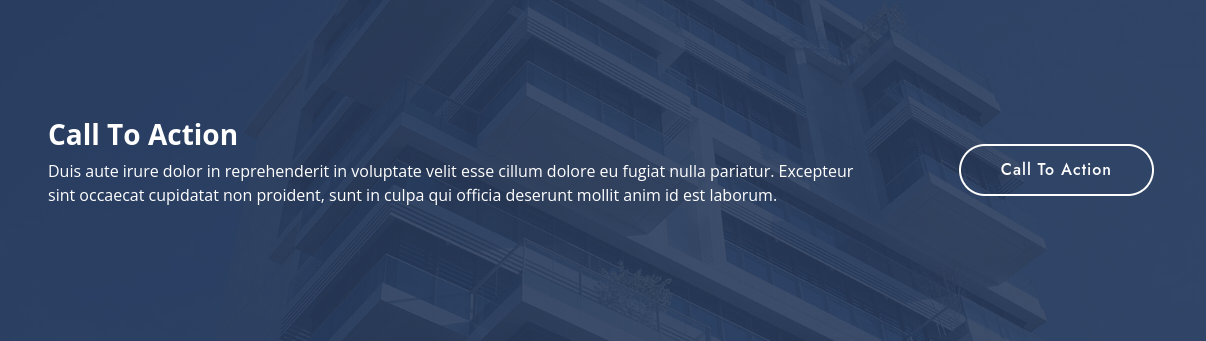 Call To Action
Duis aute irure dolor in reprehenderit in voluptate velit esse cillum dolore eu fugiat nulla pariatur. Excepteur
sint occaecat cupidatat non proident, sunt in culpa qui officia deserunt mollit anim id est laborum.
Call To Action